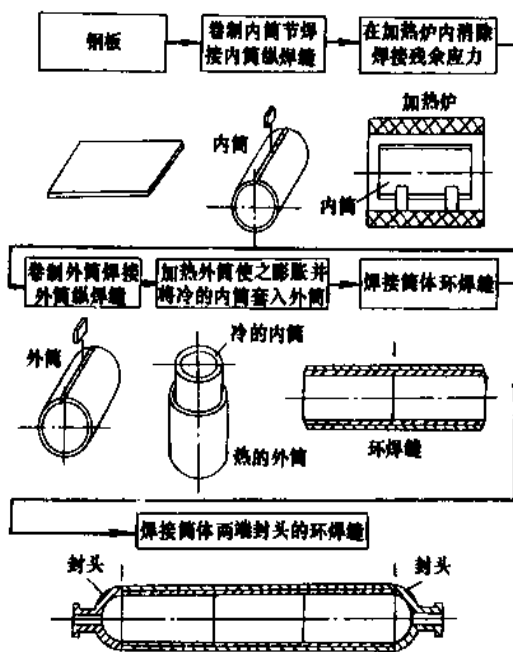 钢板
卷制内筒节焊
接内筒纵焊缝
在加热炉内消除
焊接残余应力
加热炉
内筒
内筒
卷制外筒焊接
外筒纵焊缝
加热外筒使之膨胀并
将冷的内筒套入外筒
焊接筒体环焊缝
外筒
冷的内筒
热的外筒
环焊缝
焊接筒体两端封头的环焊缝
封头
封头